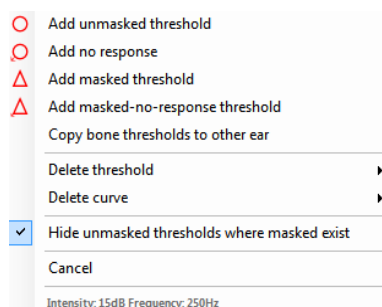 Add unmasked threshold
Add no response
Add masked threshold
Add masked-no-response threshold
Copy bone thresholds to other ear
Delete threshold
Delete curve
Hide unmasked thresholds where masked exist
Cancel
Intensity: 15dB Frequency: 250Hz